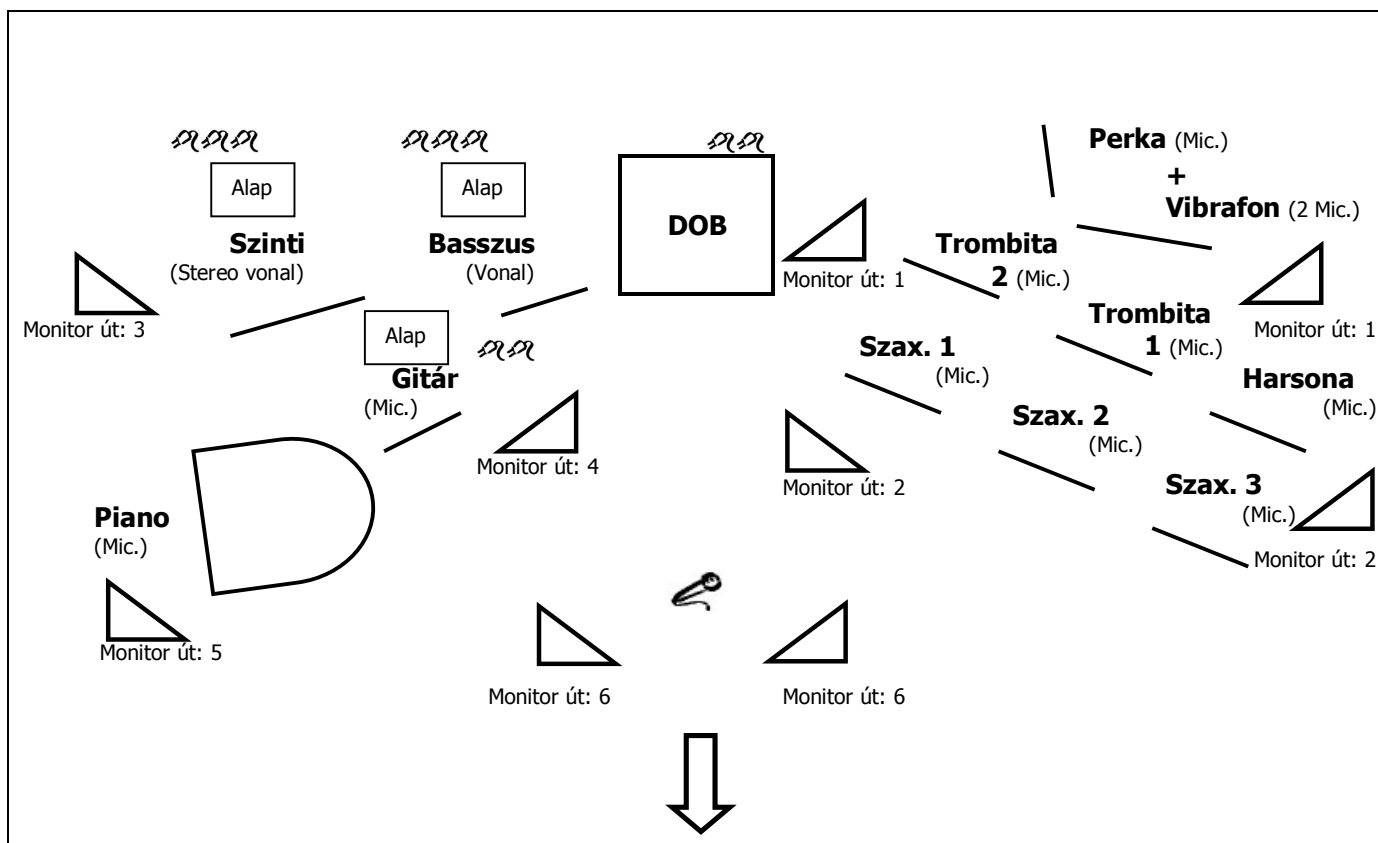 Perka (Mic.)
+
Vibrafon (2 Mic.)
Alap
Alap
DOB
Szinti
(Stereo vonal)
Basszus
(Vonal)
Trombita
2 (Mic.)
Monitor út: 1
Monitor út: 3
Alap
Gitár
(Mic.)
Trombita
1 (Mic.)
Monitor út: 1
Szax. 1
(Mic.)
Harsona
(Mic.)
Szax. 2
(Mic.)
Monitor út: 4
Monitor út: 2
Szax. 3
(Mic.)
Monitor út: 2
Piano
(Mic.)
Monitor út: 5
Monitor út: 6
Monitor út: 6